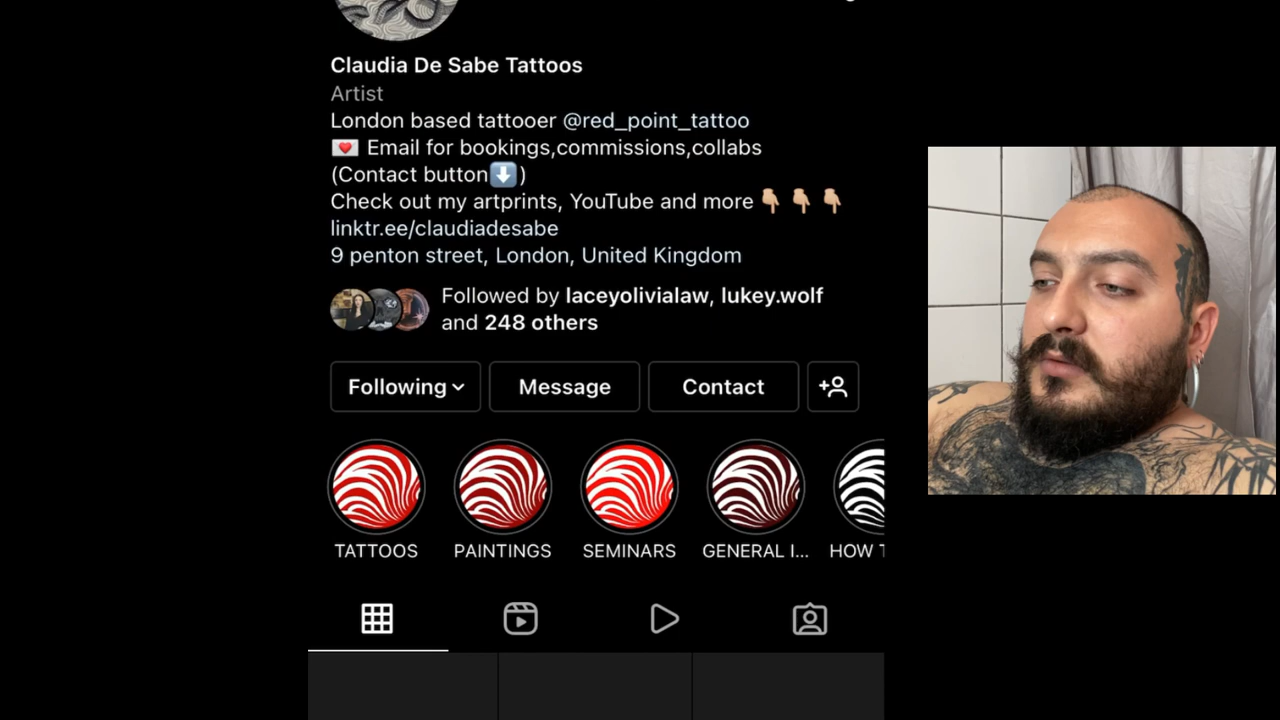 Claudia De Sabe Tattoos
Artist
London based tattooer @red_point_tattoo
💌 Email for bookings,commissions,collabs
(Contact button⬇️)
Check out my artprints, YouTube and more👇🏼👇🏼👇🏼
linktr.ee/claudiadesabe
9 penton street, London, United Kingdom
Followed by laceyolivialaw, lukey.wolf
and 248 others
Following Message Contact
TATTOOS PAINTINGS SEMINARS GENERAL I... HOW